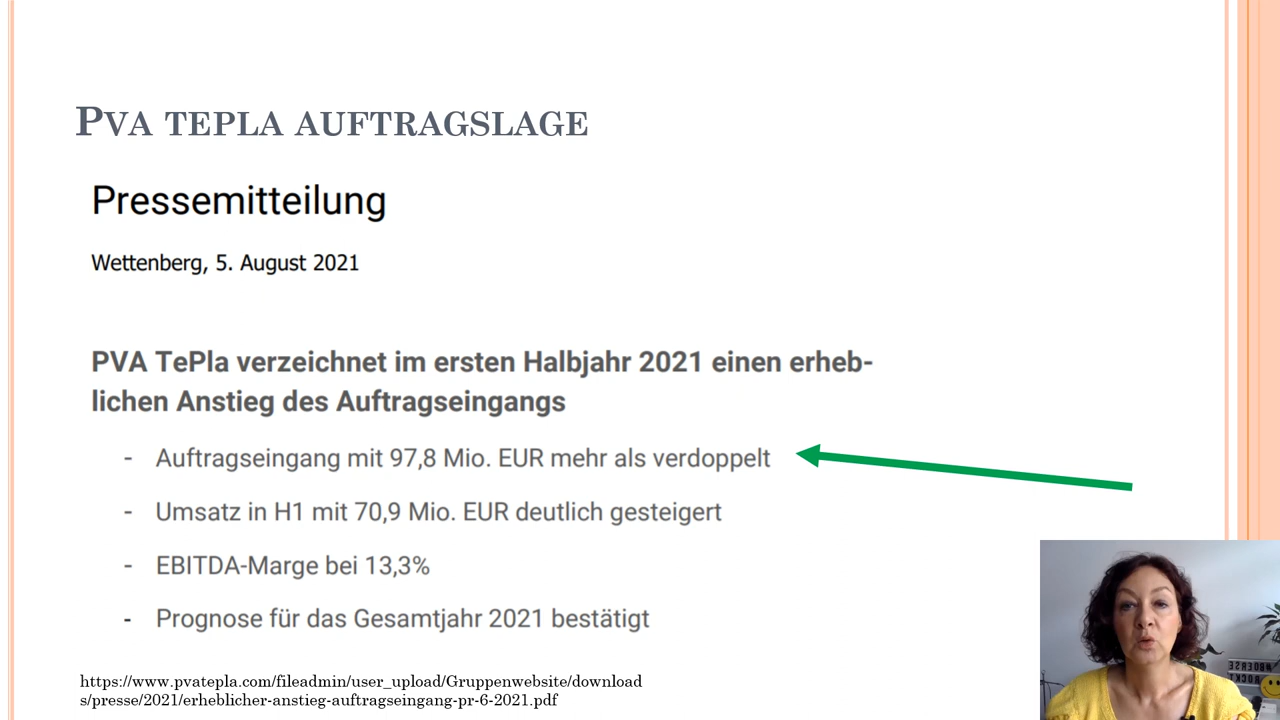 PVA TEPLA AUFTRAGSLAGE
Pressemitteilung
Wettenberg, 5. August 2021
PVA TePla verzeichnet im ersten Halbjahr 2021 einen erheb-
lichen Anstieg des Auftragseingangs
- Auftragseingang mit 97,8 Mio. EUR mehr als verdoppelt
- Umsatz in H1 mit 70,9 Mio. EUR deutlich gesteigert
- EBITDA-Marge bei 13,3%
- Prognose für das Gesamtjahr 2021 bestätigt
https://www.pvatepla.com/fileadmin/user_upload/Gruppenwebsite/download
s/presse/2021/erheblicher-anstieg-auftragseingang-pr-6-2021.pdf
#BOERSE
ROCKT